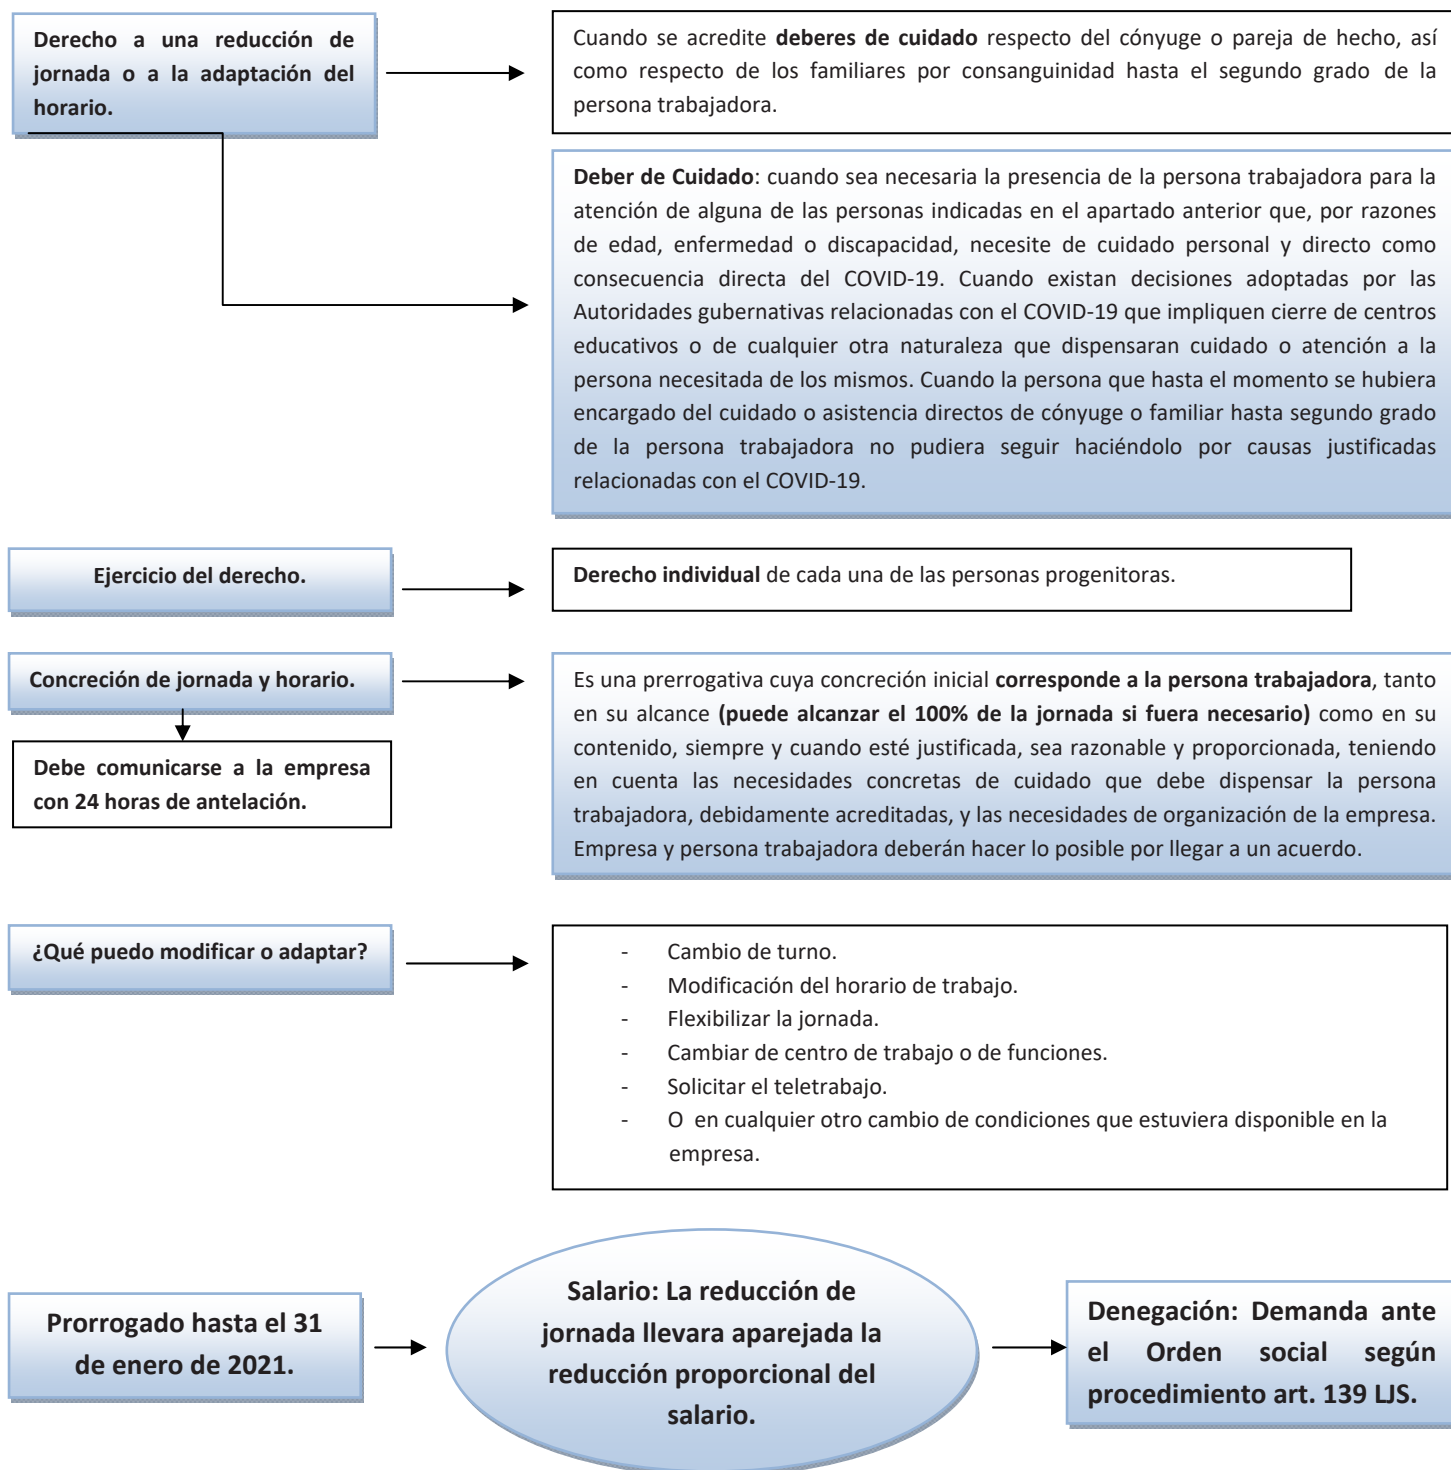 Derecho a una reducción de
jornada o a la adaptación del
horario.
Cuando se acredite deberes de cuidado respecto del cónyuge o pareja de hecho, así
como respecto de los familiares por consanguinidad hasta el segundo grado de la
persona trabajadora.
Deber de Cuidado: cuando sea necesaria la presencia de la persona trabajadora para la
atención de alguna de las personas indicadas en el apartado anterior que, por razones
de edad, enfermedad o discapacidad, necesite de cuidado personal y directo como
consecuencia directa del COVID-19. Cuando existan decisiones adoptadas por las
Autoridades gubernativas relacionadas con el COVID-19 que impliquen cierre de centros
educativos o de cualquier otra naturaleza que dispensaran cuidado o atención a la
persona necesitada de los mismos. Cuando la persona que hasta el momento se hubiera
encargado del cuidado o asistencia directos de cónyuge o familiar hasta segundo grado
de la persona trabajadora no pudiera seguir haciéndolo por causas justificadas
relacionadas con el COVID-19.
Ejercicio del derecho.
Derecho individual de cada una de las personas progenitoras.
Concreción de jornada y horario.
Debe comunicarse a la empresa
con 24 horas de antelación.
Es una prerrogativa cuya concreción inicial corresponde a la persona trabajadora, tanto
en su alcance (puede alcanzar el 100% de la jornada si fuera necesario) como en su
contenido, siempre y cuando esté justificada, sea razonable y proporcionada, teniendo
en cuenta las necesidades concretas de cuidado que debe dispensar la persona
trabajadora, debidamente acreditadas, y las necesidades de organización de la empresa.
Empresa y persona trabajadora deberán hacer lo posible por llegar a un acuerdo.
¿Qué puedo modificar o adaptar?
- Cambio de turno.
- Modificación del horario de trabajo.
- Flexibilizar la jornada.
- Cambiar de centro de trabajo o de funciones.
- Solicitar el teletrabajo.
- O en cualquier otro cambio de condiciones que estuviera disponible en la
empresa.
Prorrogado hasta el 31
de enero de 2021.
Salario: La reducción de
jornada llevara aparejada la
reducción proporcional del
salario.
Denegación: Demanda ante
el Orden social según
procedimiento art. 139 LJS.